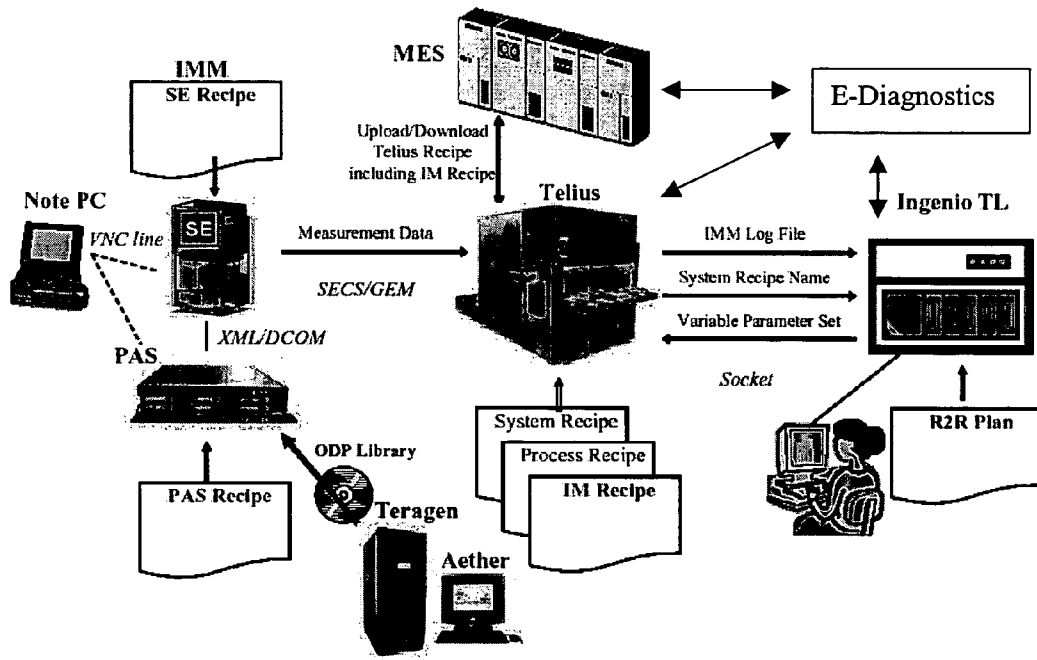 IMM
SE Recipe
MES
E-Diagnostics
Upload/Download
Telius Recipe
including IM Recipe
Note PC
VNC line
SE
Telius
Ingenio TL
Measurement Data
SECS/GEM
IMM Log File
System Recipe Name
Variable Parameter Set
Socket
PAS
XML/DCOM
ODP Library
PAS Recipe
Teragen
Aether
System Recipe
Process Recipe
IM Recipe
R2R Plan